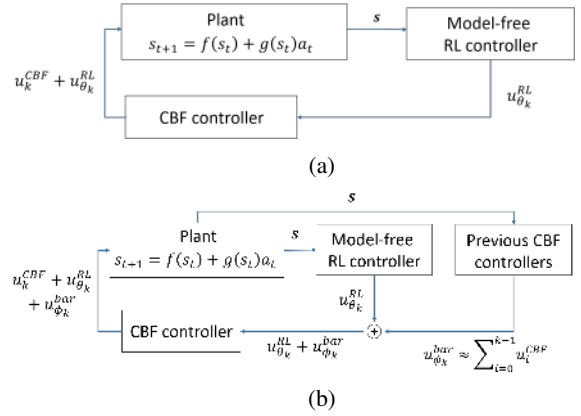 Plant
s_{t+1} = f(s_t) + g(s_t)a_t
s
Model-free
RL controller
u_k^{CBF} + u_{θ_k}^{RL}
CBF controller
u_{θ_k}^{RL}
(a)
s
Plant
s_{t+1} = f(s_t) + g(s_t)a_t
s
Model-free
RL controller
Previous CBF
controllers
u_k^{CBF} + u_{θ_k}^{RL}
+ u_{ϕ_k}^{bar}
u_{θ_k}^{RL}
CBF controller
u_{θ_k}^{RL} + u_{ϕ_k}^{bar}
+
u_{ϕ_k}^{bar} ≈ ∑_{i=0}^{k-1} u_i^{CBF}
(b)